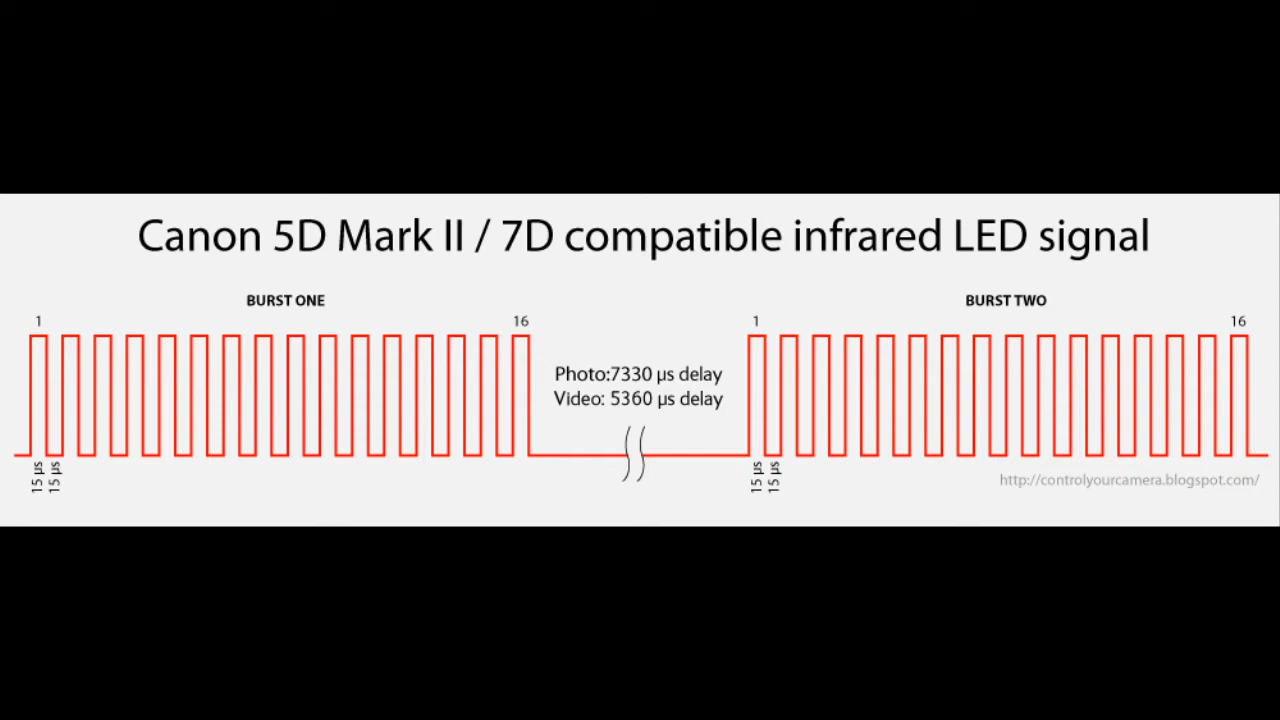 Canon 5D Mark II / 7D compatible infrared LED signal
BURST ONE
BURST TWO
1
16
1
16
Photo:7330 µs delay
Video: 5360 µs delay
15 µs
15 µs
15 µs
15 µs
http://controlyourcamera.blogspot.com/